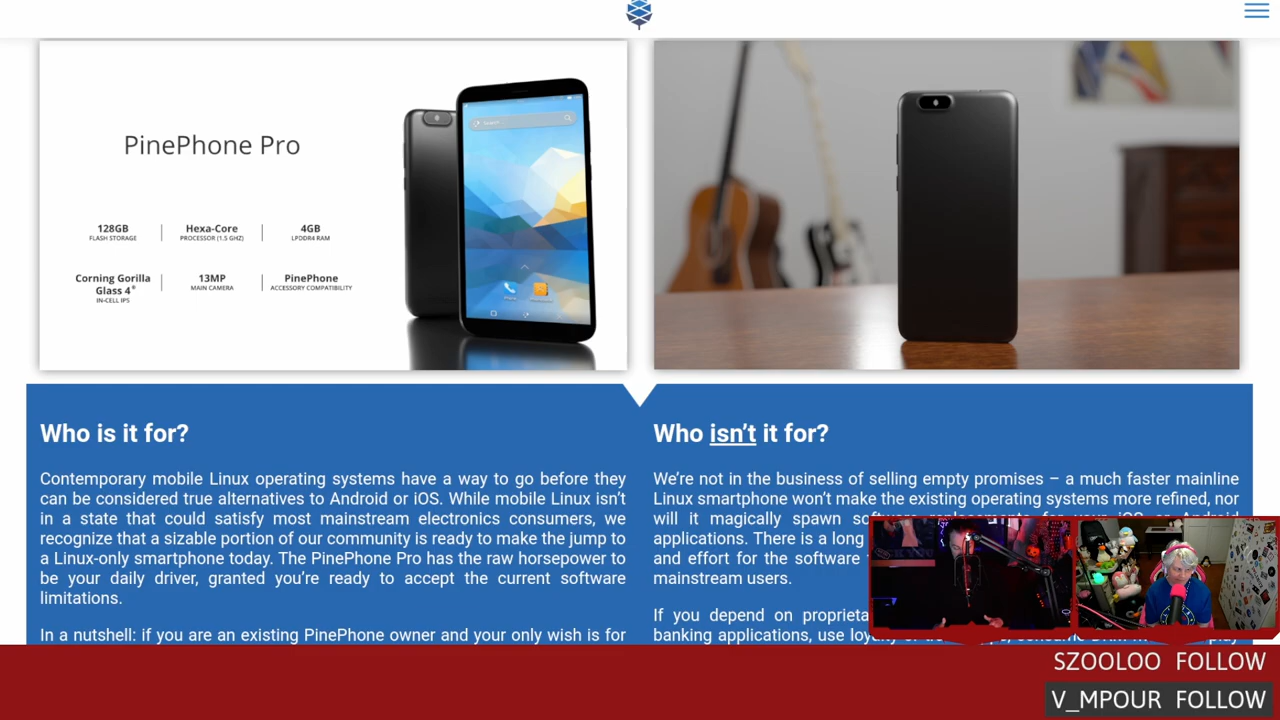 PinePhone Pro
128GB
FLASH STORAGE
Hexa-Core
PROCESSOR (1.5 GHZ)
4GB
LPDDR4 RAM
Corning Gorilla
Glass 4®
IN-CELL IPS
13MP
MAIN CAMERA
PinePhone
ACCESSORY COMPATIBILITY
Who is it for?
Contemporary mobile Linux operating systems have a way to go before they
can be considered true alternatives to Android or iOS. While mobile Linux isn't
in a state that could satisfy most mainstream electronics consumers, we
recognize that a sizable portion of our community is ready to make the jump to
a Linux-only smartphone today. The PinePhone Pro has the raw horsepower to
be your daily driver, granted you're ready to accept the current software
limitations.
In a nutshell: if you are an existing PinePhone owner and your only wish is for
Who isn't it for?
We're not in the business of selling empty promises – a much faster mainline
Linux smartphone won't make the existing operating systems more refined, nor
will it magically spawn
applications. There is a long
and effort for the software
mainstream users.
If you depend on
banking applications, use
SZOOLOO FOLLOW
V_MPOUR FOLLOW